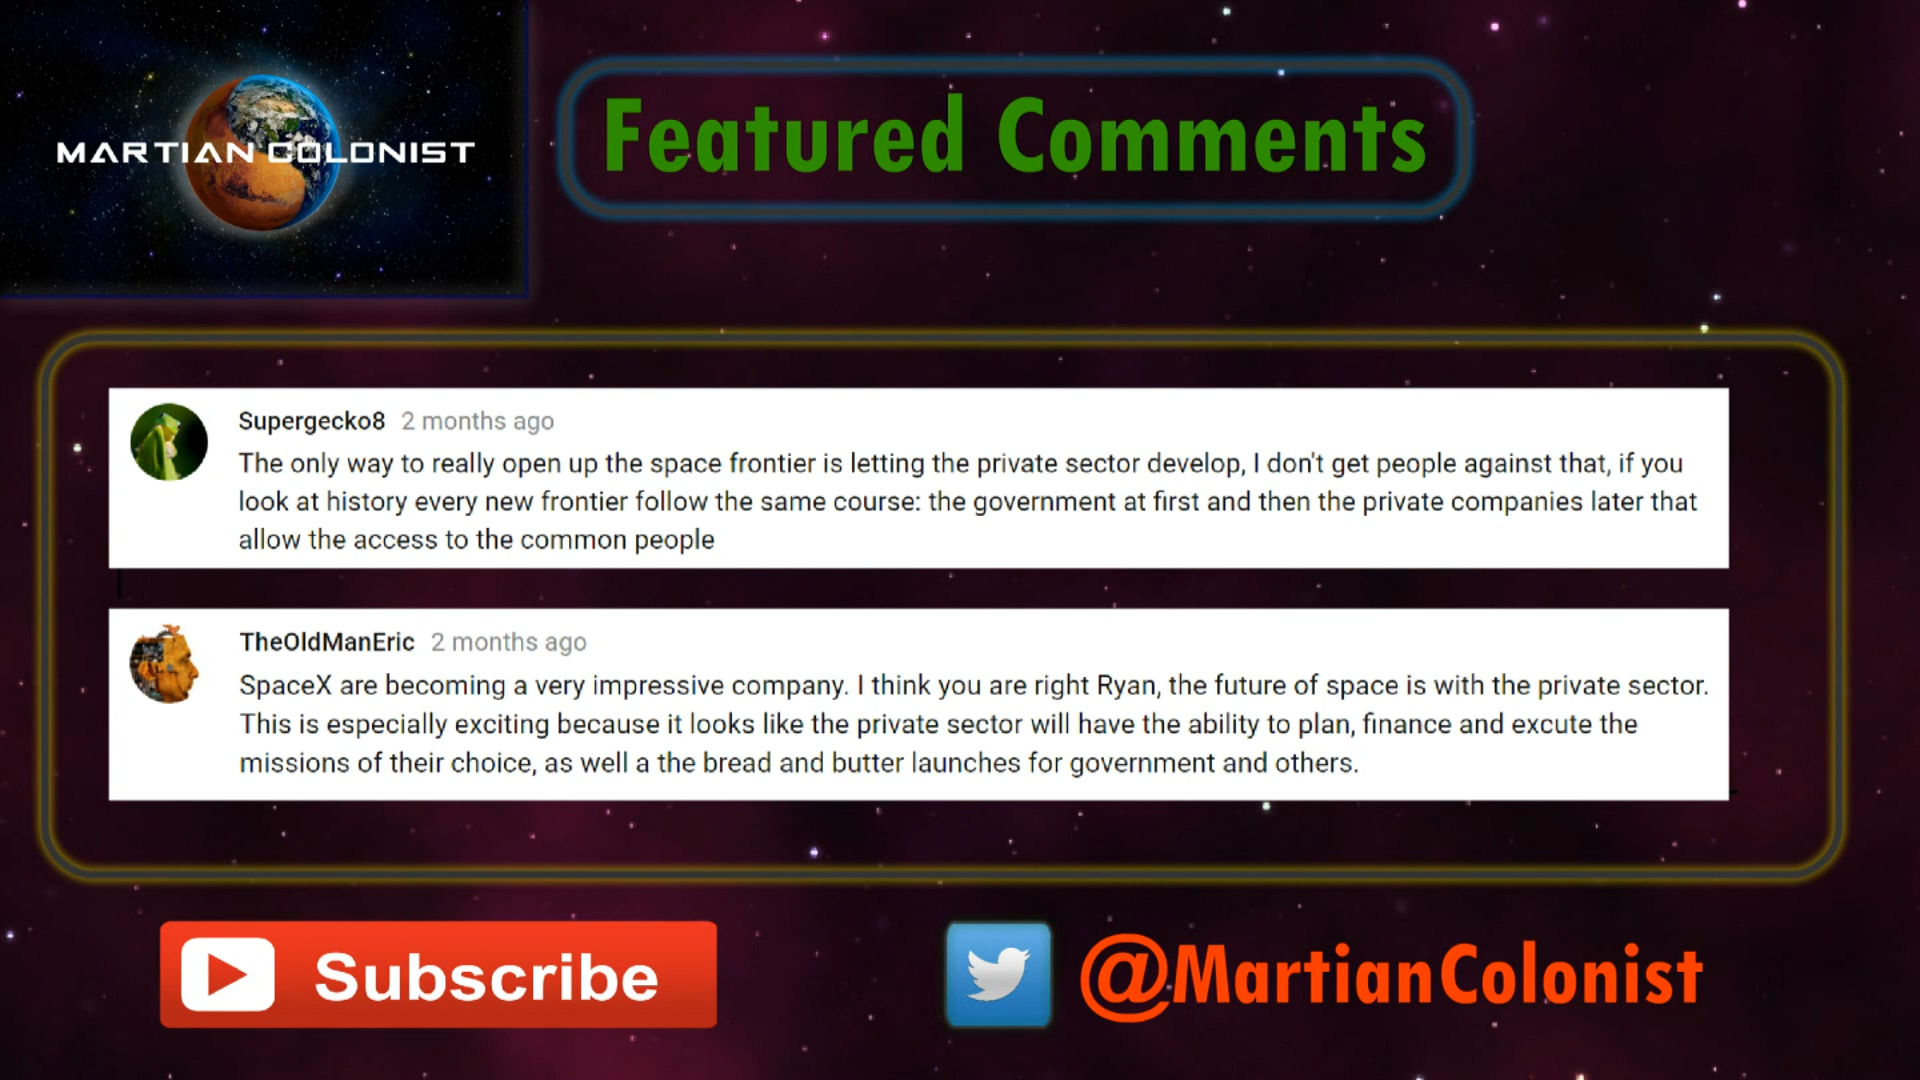 MARTIAN COLONIST
Featured Comments
Supergecko8 2 months ago
The only way to really open up the space frontier is letting the private sector develop, I don't get people against that, if you
look at history every new frontier follow the same course: the government at first and then the private companies later that
allow the access to the common people
TheOldManEric 2 months ago
SpaceX are becoming a very impressive company. I think you are right Ryan, the future of space is with the private sector.
This is especially exciting because it looks like the private sector will have the ability to plan, finance and excute the
missions of their choice, as well a the bread and butter launches for government and others.
Subscribe
@MartianColonist